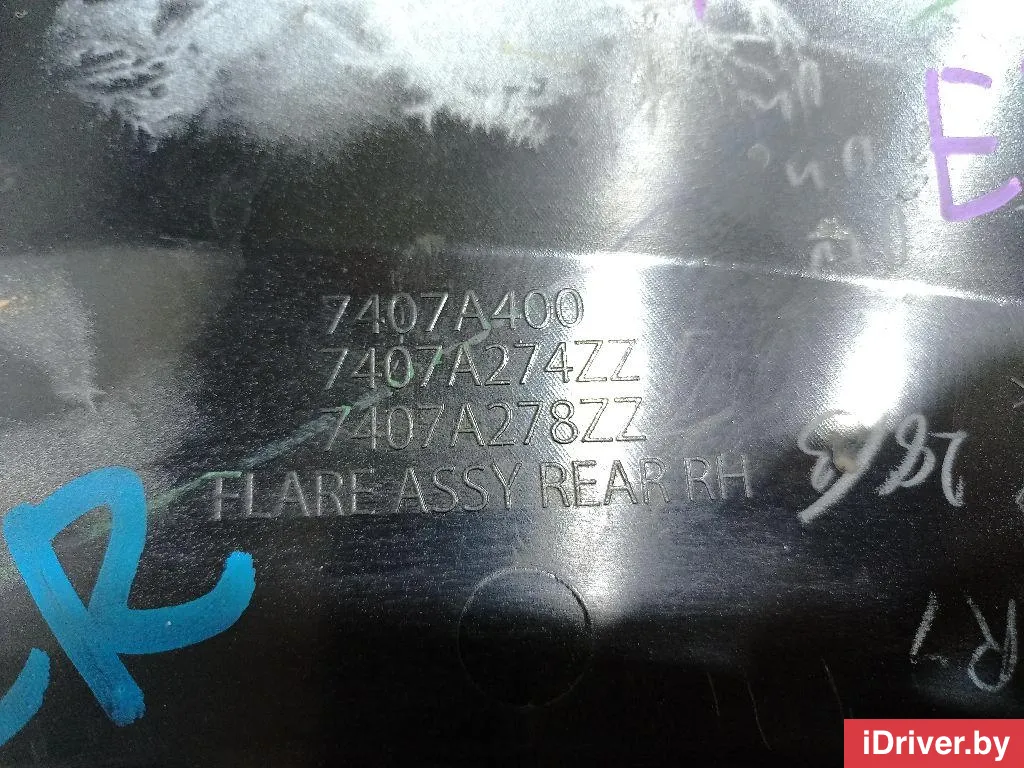 E
7407A400
7407A274ZZ
7407A278ZZ
FLARE ASSY REAR RH
R
iDriver.by